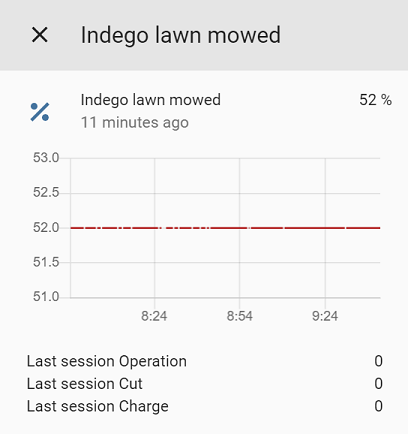 Indego lawn mowed
Indego lawn mowed 52 %
11 minutes ago
53.0
52.5
52.0
51.5
51.0
8:24 8:54 9:24
Last session Operation 0
Last session Cut 0
Last session Charge 0